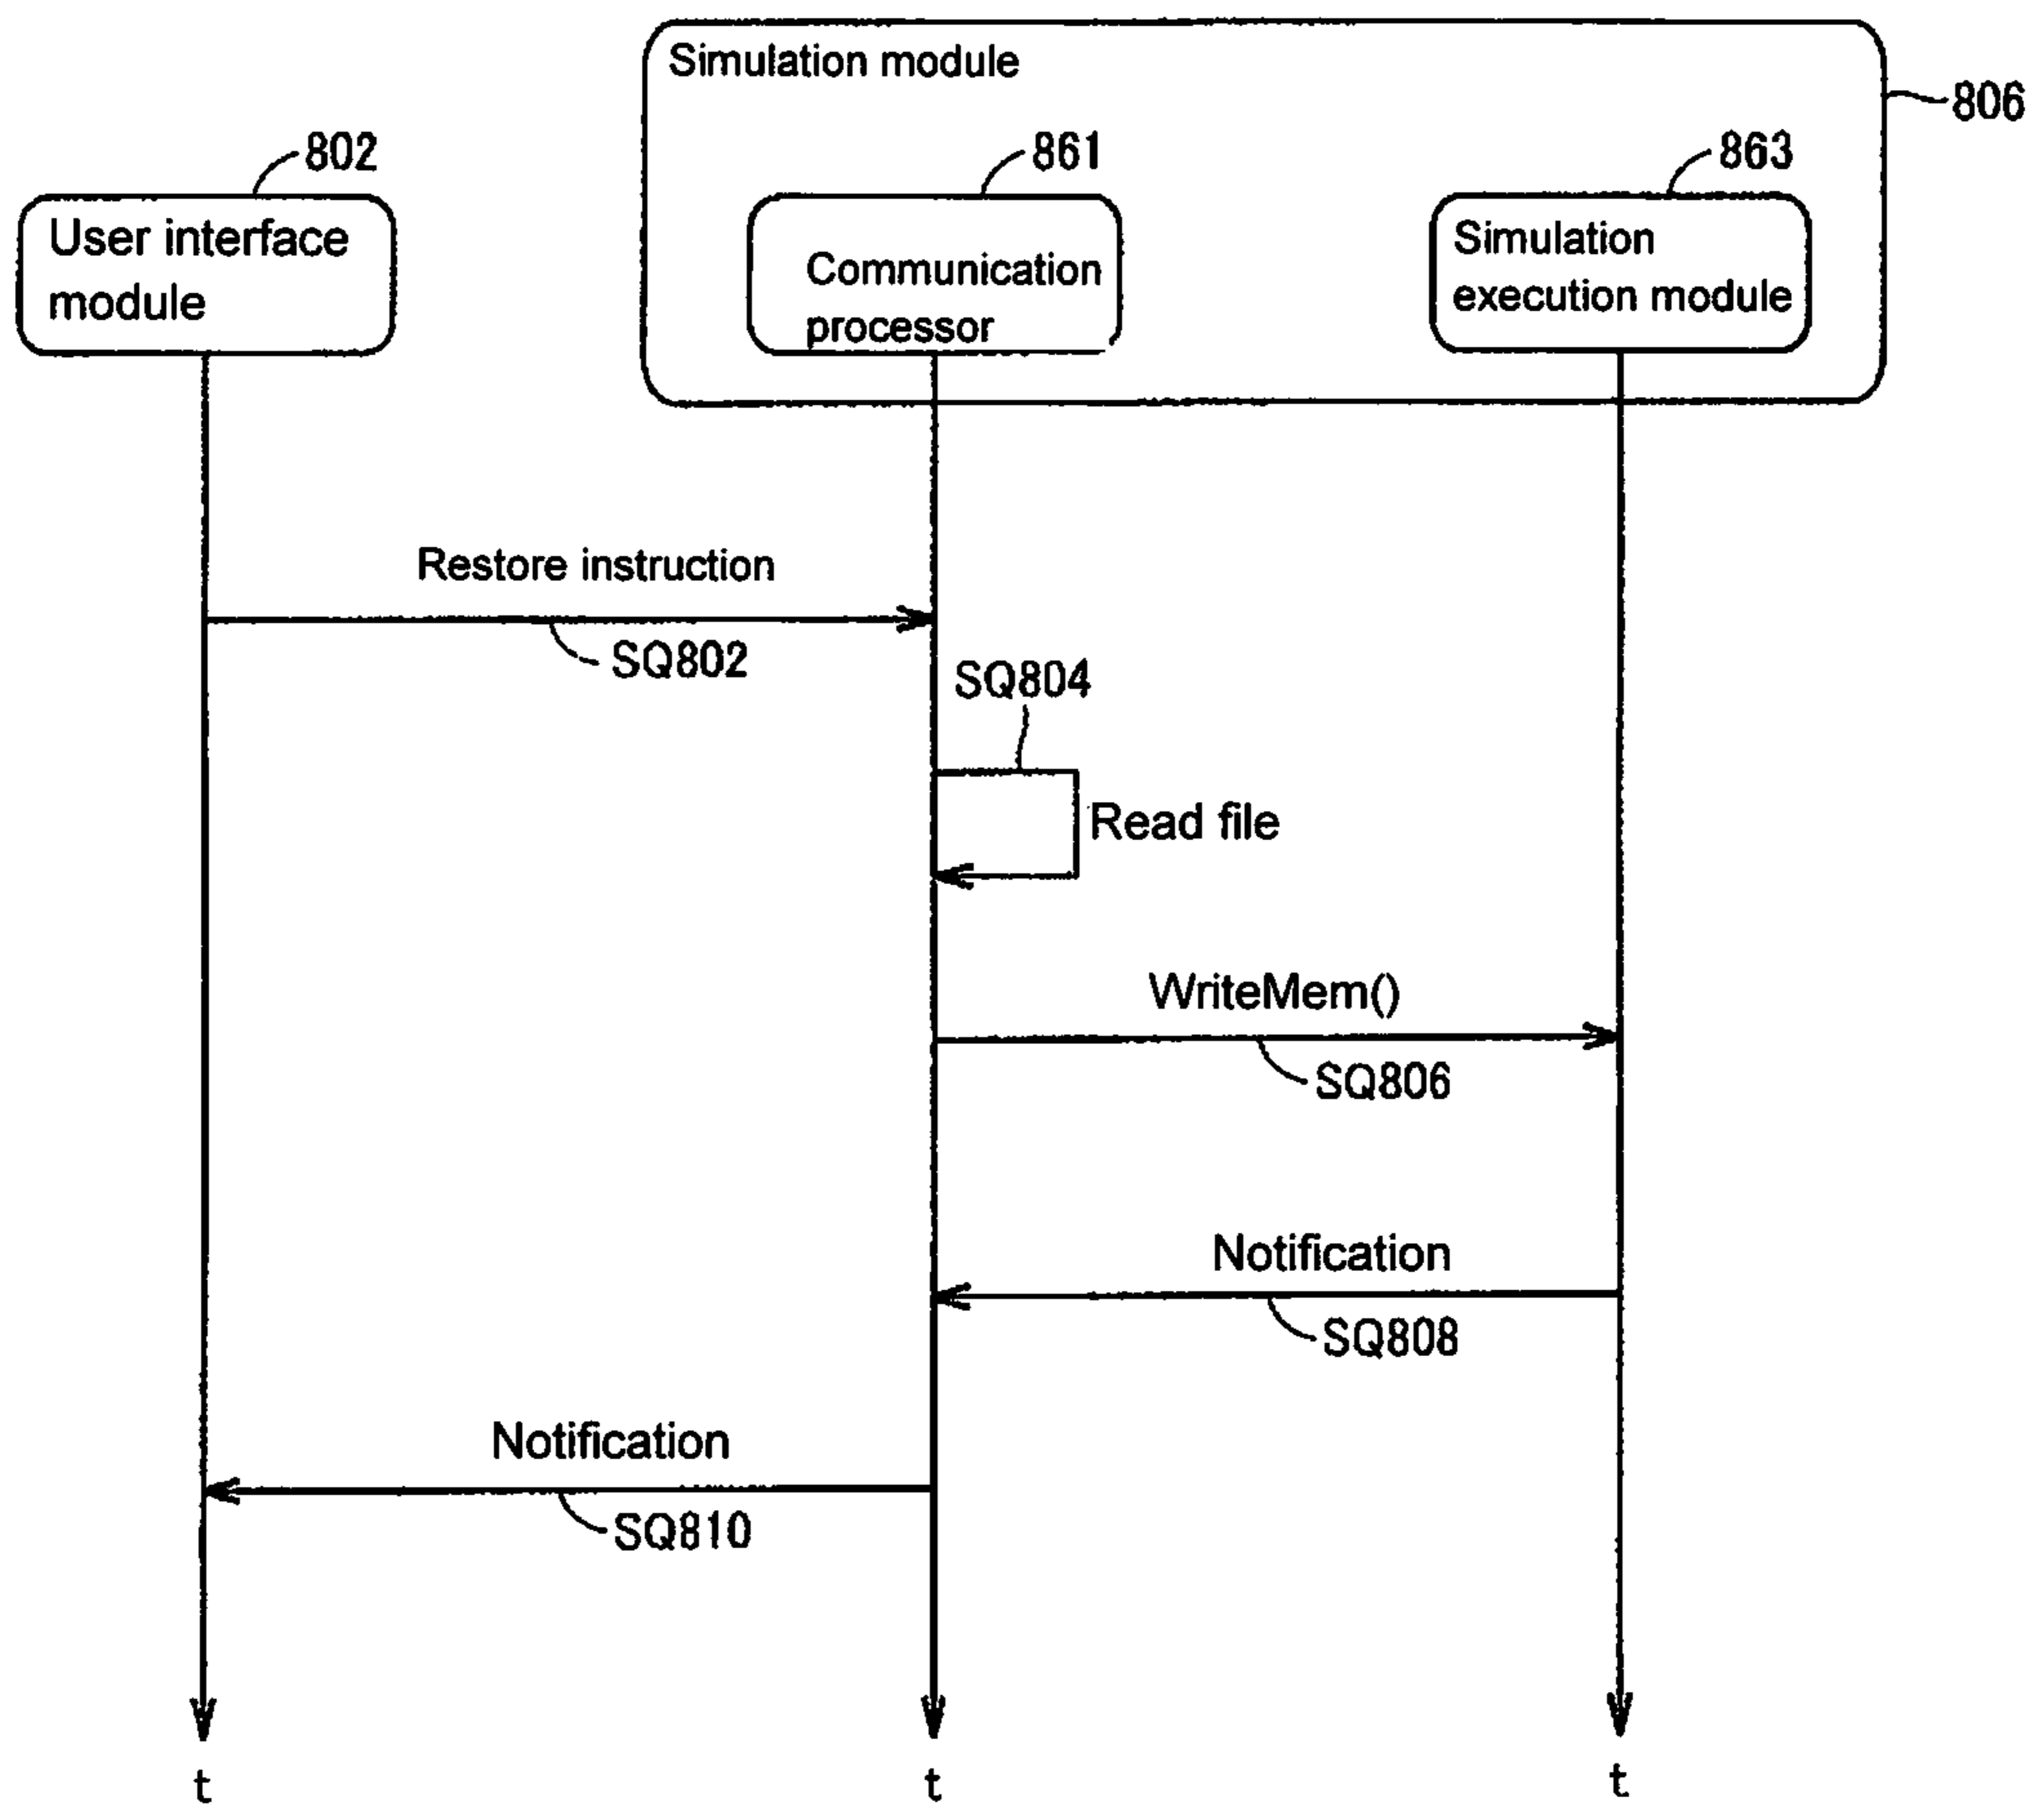 Simulation module
806
802
861
863
User interface
module
Communication
processor
Simulation
execution module
Restore instruction
SQ802
SQ804
Read file
WriteMem()
SQ806
Notification
SQ808
Notification
SQ810
t
t
t